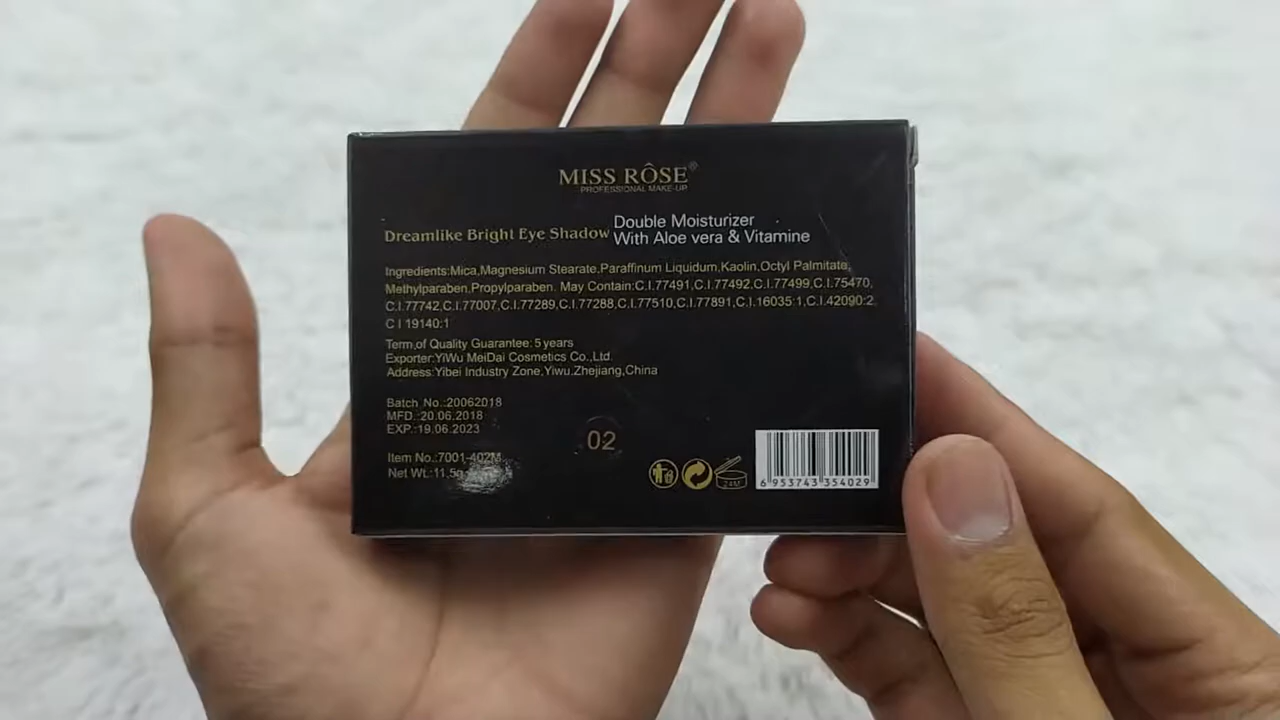 MISS RÔSE®
PROFESSIONAL MAKE-UP
Dreamlike Bright Eye Shadow
Double Moisturizer
With Aloe vera & Vitamine
Ingredients:Mica,Magnesium Stearate,Paraffinum Liquidum,Kaolin,Octyl Palmitate,
Methylparaben,Propylparaben. May Contain:C.I.77491,C.I.77492,C.I.77499,C.I.75470,
C.I.77742,C.I.77007,C.I.77289,C.I.77288,C.I.77510,C.I.77891,C.I.16035:1,C.I.42090:2,
C I 19140:1
Term,of Quality Guarantee: 5 years
Exporter:YiWu MeiDai Cosmetics Co.,Ltd.
Address:Yibei Industry Zone,Yiwu.Zhejiang,China
Batch No.:20062018
MFD.:20.06.2018
EXP.:19.06.2023
02
Item No.:7001-402M
Net Wt.:11,5g
24M
6 953743 354029